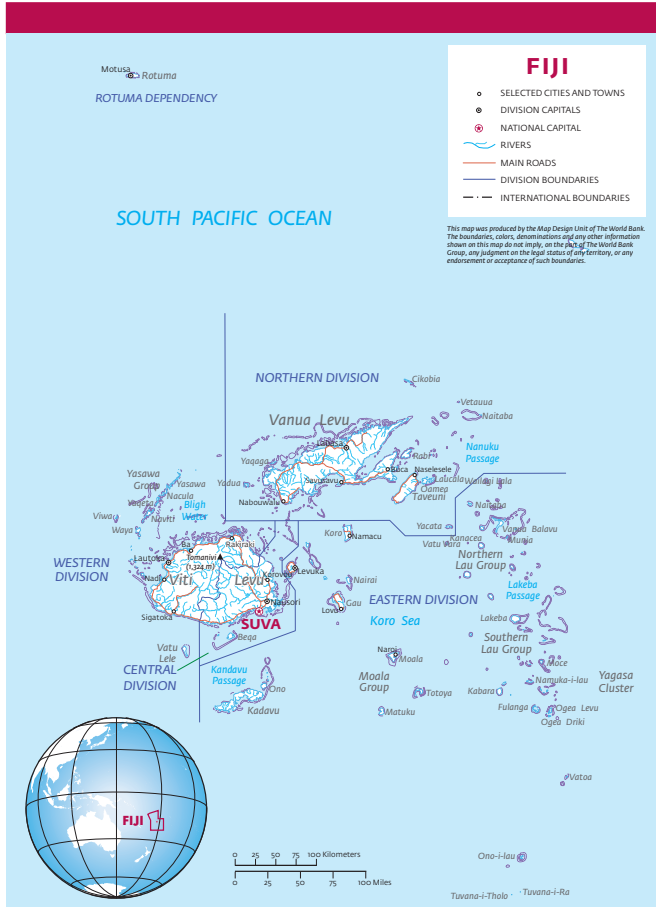 FIJI
SELECTED CITIES AND TOWNS
DIVISION CAPITALS
NATIONAL CAPITAL
RIVERS
MAIN ROADS
DIVISION BOUNDARIES
INTERNATIONAL BOUNDARIES
This map was produced by the Map Design Unit of The World Bank.
The boundaries, colors, denominations and any other information
shown on this map do not imply, on the part of The World Bank
Group, any judgment on the legal status of any territory, or any
endorsement or acceptance of such boundaries.
Motusa
Rotuma
ROTUMA DEPENDENCY
SOUTH PACIFIC OCEAN
NORTHERN DIVISION
Cikobia
Vetauua
Naitaba
Vanua Levu
Labasa
Nanuku
Passage
Rabi
Buca
Naselesele
Yaqaga
Yadua
Savusavu
Laucala
Qamea
Taveuni
Wailagi Lala
Nabouwalu
Yasawa
Group
Yasawa
Nacula
Naviti
Viwa
Waya
Bligh
Water
Naitaba
Yacata
Kanacea
Vatu Vara
Vanua Balavu
Munia
Northern
Lau Group
Koro
Namacu
WESTERN
DIVISION
Ba
Rakiraki
Lautoka
Tomanivi
(1,324 m)
Nadi
Viti Levu
Korovou
Levuka
Nausori
Sigatoka
SUVA
Nairai
Gau
Lovu
EASTERN DIVISION
Koro Sea
Lakeba
Passage
Lakeba
Southern
Lau Group
Beqa
Vatu
Lele
CENTRAL
DIVISION
Kandavu
Passage
Ono
Kadavu
Naroi
Moala
Moala
Group
Totoya
Matuku
Moce
Namuka-i-lau
Kabara
Fulanga
Ogea Levu
Ogea Driki
Yagasa
Cluster
Vatoa
Ono-i-lau
Tuvana-i-Tholo
Tuvana-i-Ra
FIJI
0 25 50 75 100 Kilometers
0 25 50 75 100 Miles